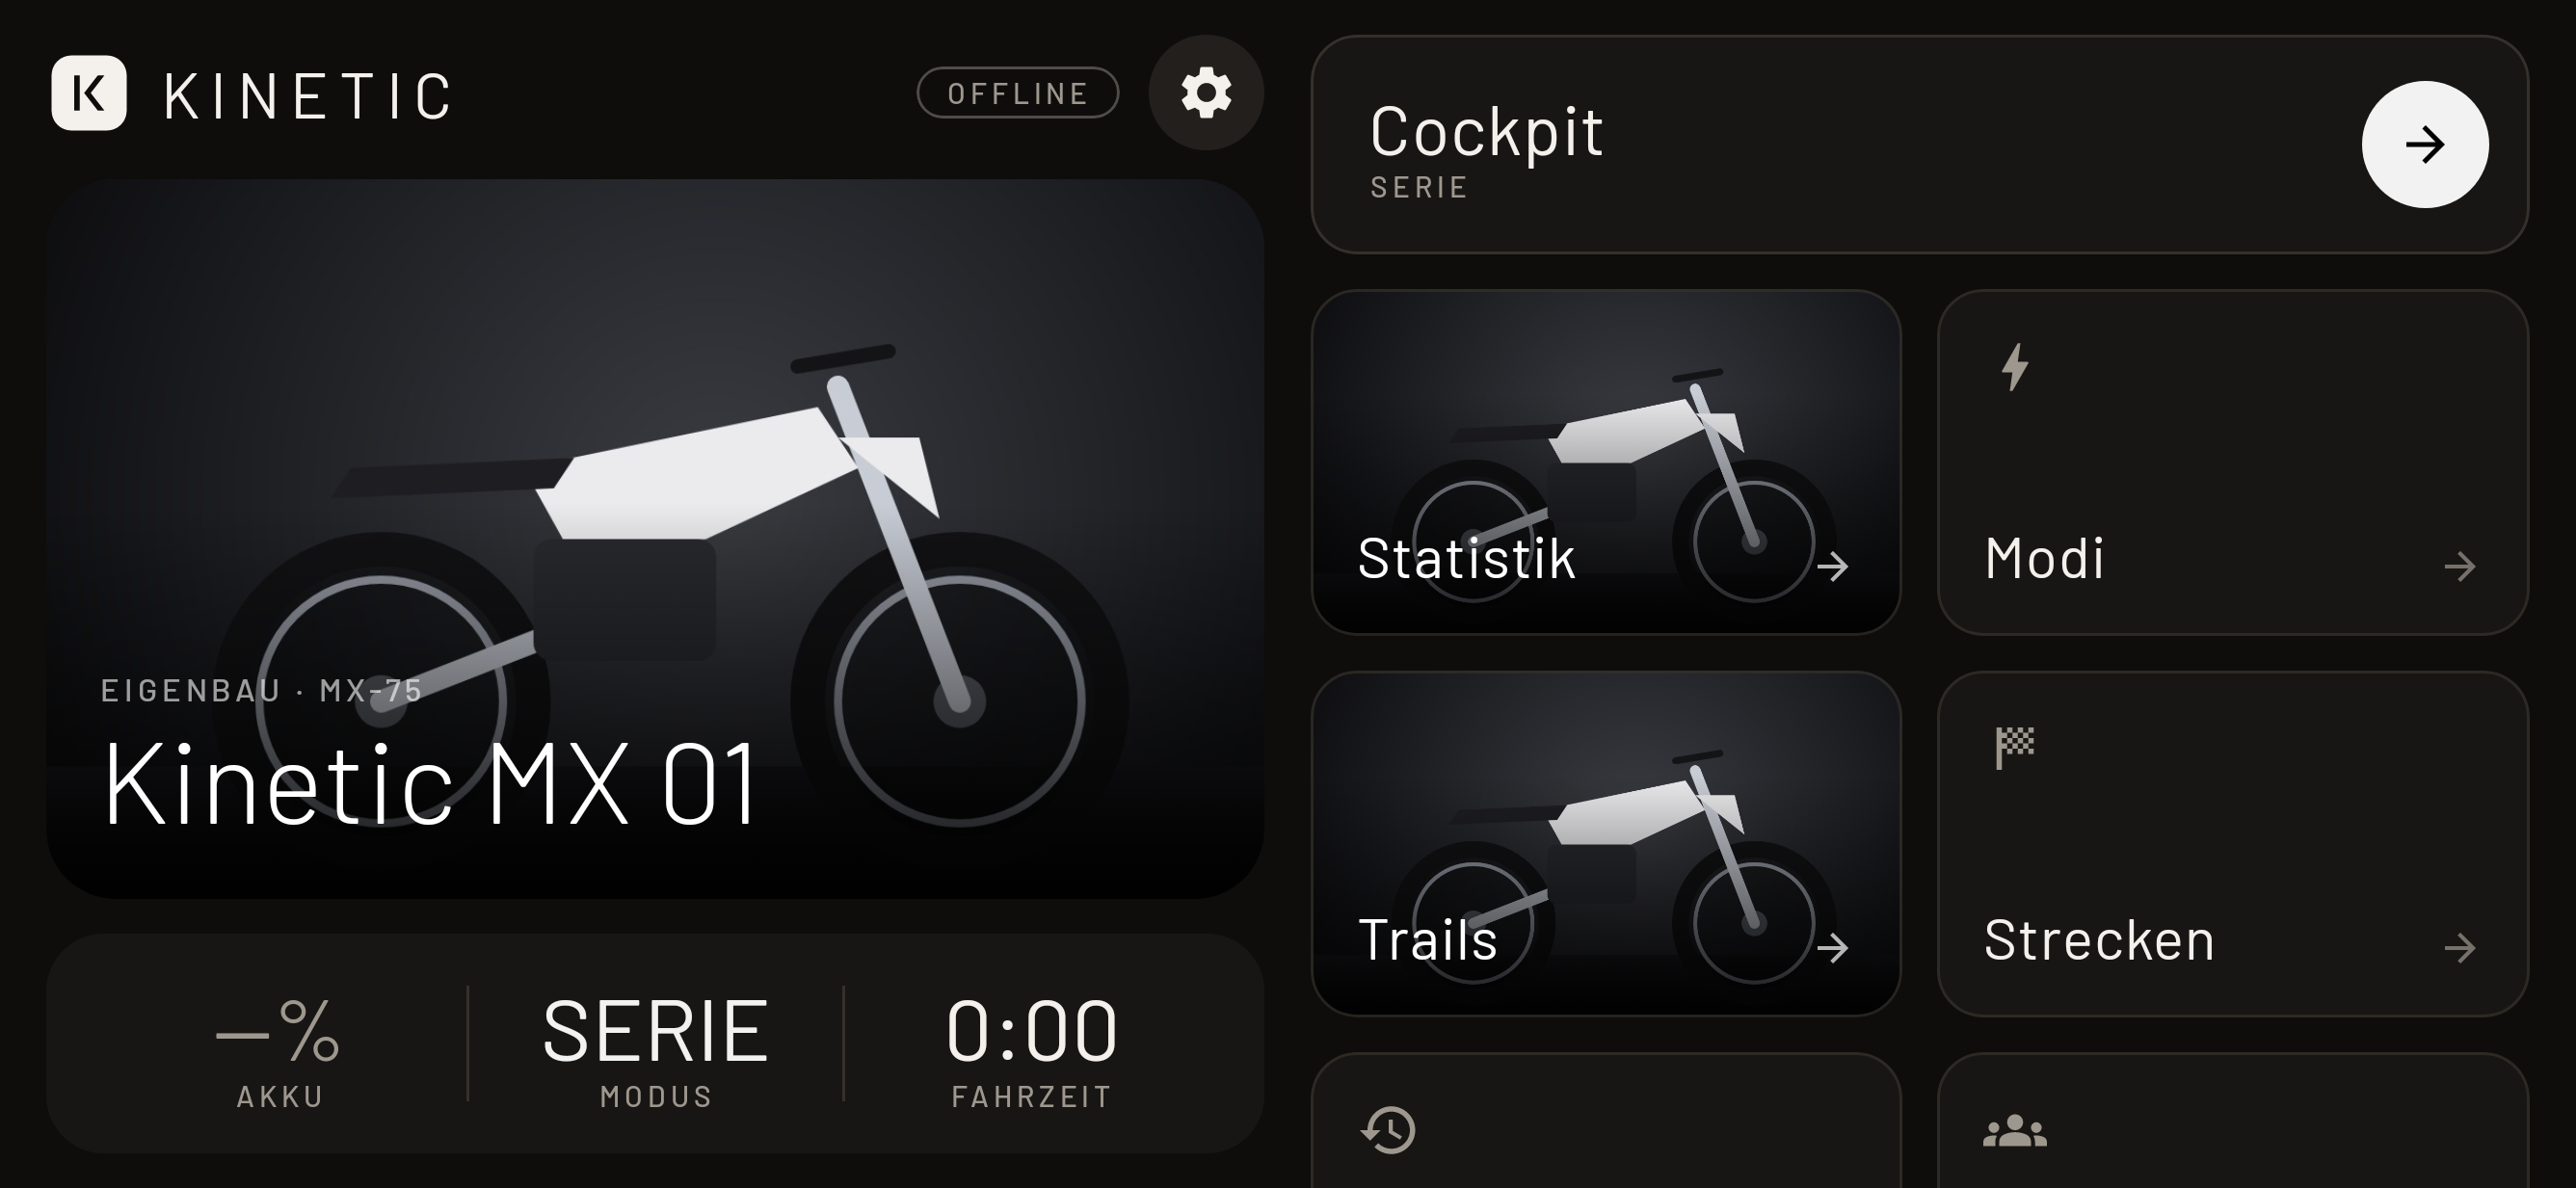 K KINETIC
OFFLINE
EIGENBAU · MX-75
Kinetic MX 01
—%
AKKU
SERIE
MODUS
0:00
FAHRZEIT
Cockpit
SERIE
Statistik
Modi
Trails
Strecken